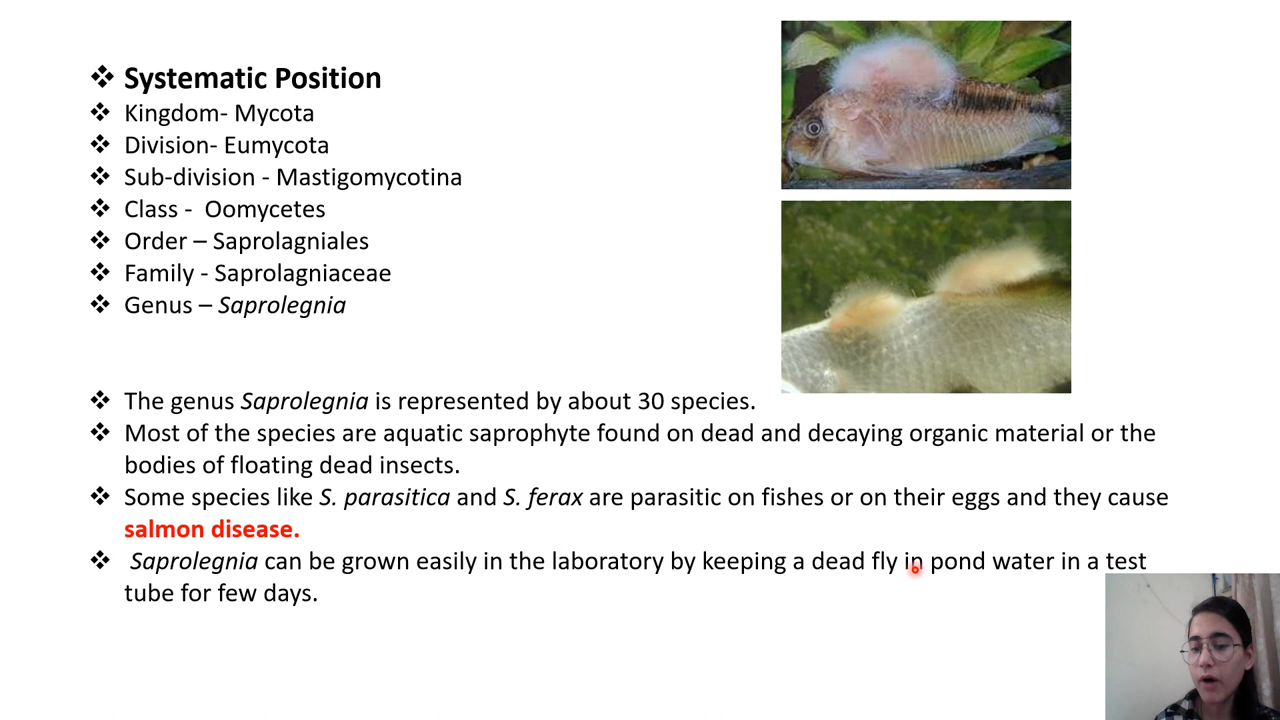 ❖ Systematic Position
❖ Kingdom- Mycota
❖ Division- Eumycota
❖ Sub-division - Mastigomycotina
❖ Class - Oomycetes
❖ Order – Saprolagniales
❖ Family - Saprolagniaceae
❖ Genus – Saprolegnia
❖ The genus Saprolegnia is represented by about 30 species.
❖ Most of the species are aquatic saprophyte found on dead and decaying organic material or the
bodies of floating dead insects.
❖ Some species like S. parasitica and S. ferax are parasitic on fishes or on their eggs and they cause
salmon disease.
❖ Saprolegnia can be grown easily in the laboratory by keeping a dead fly in pond water in a test
tube for few days.